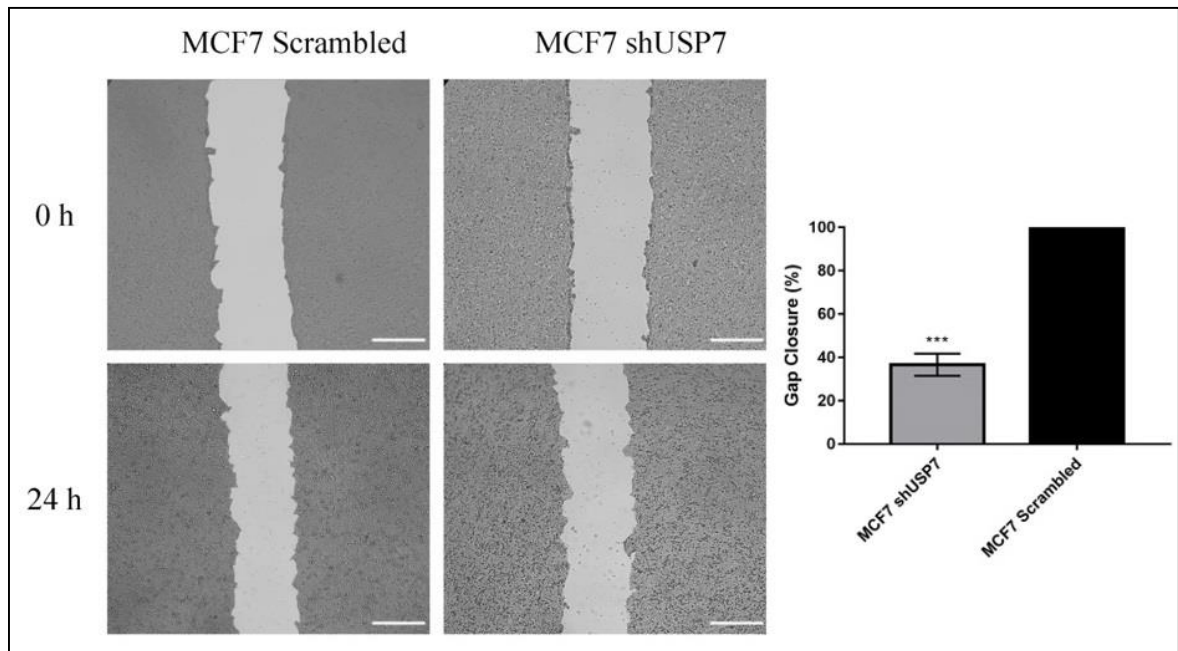 MCF7 Scrambled
MCF7 shUSP7
0 h
24 h
100
80
60
40
20
0
Gap Closure (%)
***
MCF7 shUSP7
MCF7 Scrambled